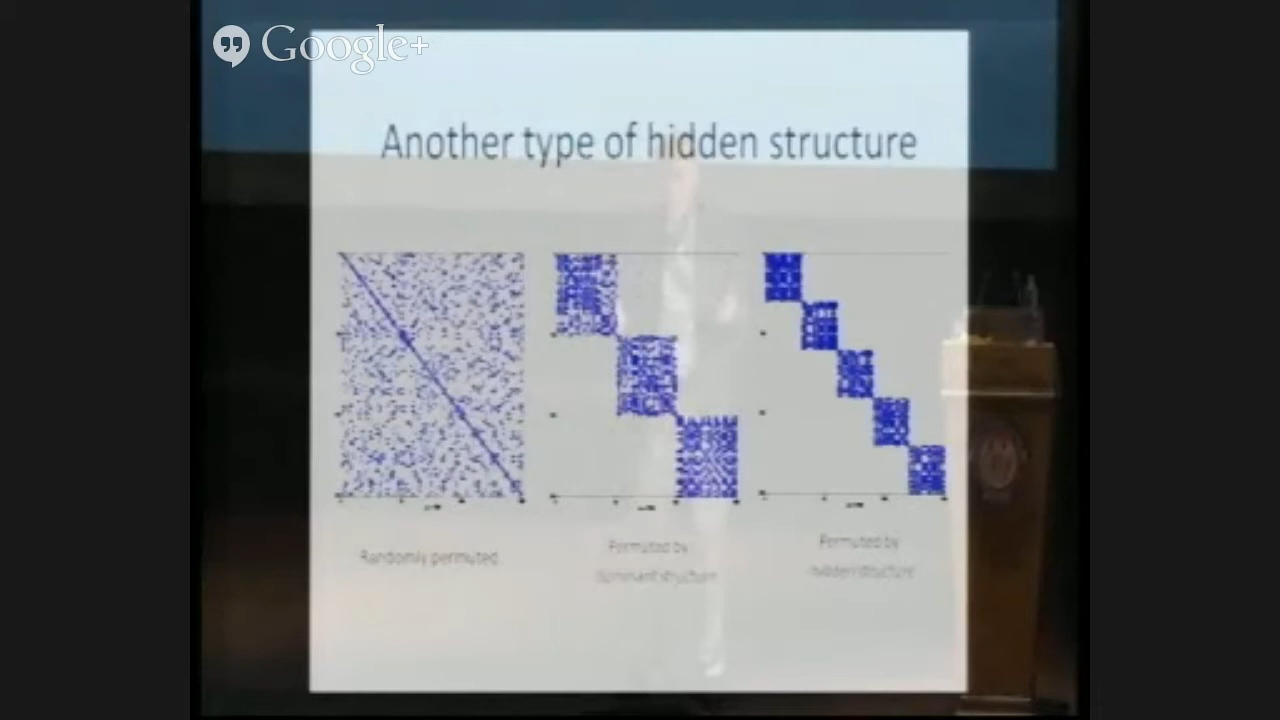 Google+
Another type of hidden structure
Randomly permuted
Permuted by
dominant structure
Permuted by
hidden structure